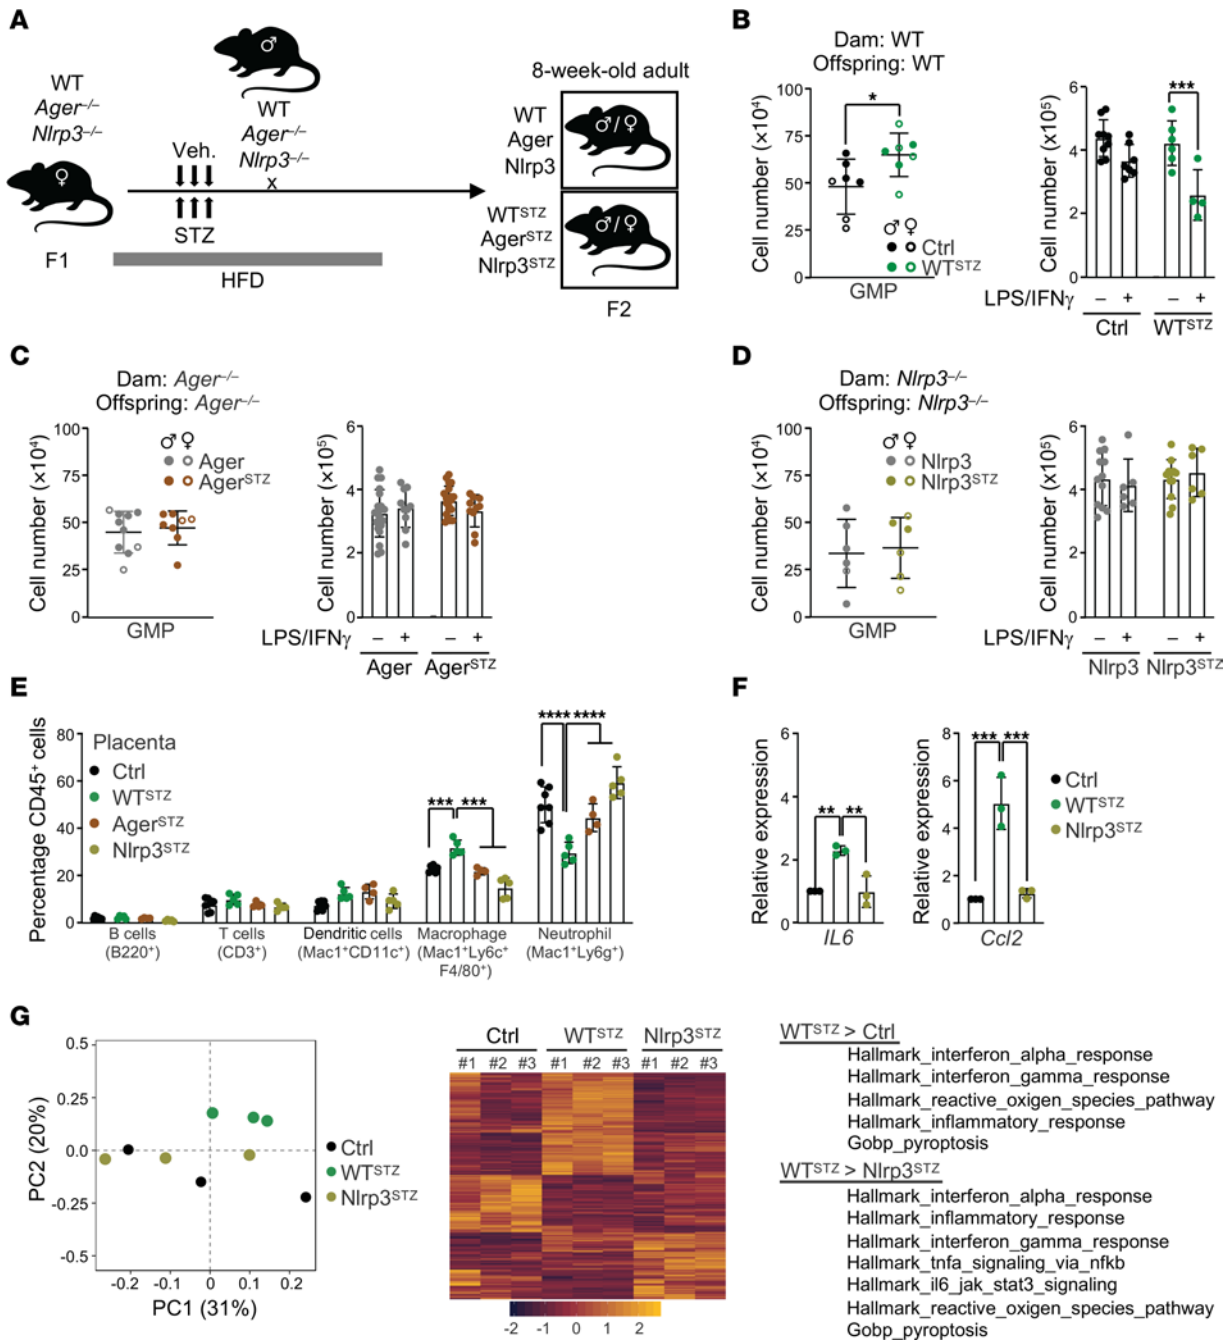 A
WT
Ager–/–
Nlrp3–/–
♀
F1
Veh.
STZ
HFD
♂
WT
Ager–/–
Nlrp3–/–
x
8-week-old adult
WT
Ager
Nlrp3
♂/♀
WTSTZ
AgerSTZ
Nlrp3STZ
♂/♀
F2
B
Dam: WT
Offspring: WT
Cell number (×10⁴)
100
75
50
25
0
*
♂ ♀
Ctrl
WTSTZ
GMP
Cell number (×10⁵)
6
4
2
0
***
LPS/IFNγ – + – +
Ctrl WTSTZ
C
Dam: Ager–/–
Offspring: Ager–/–
Cell number (×10⁴)
100
75
50
25
0
♂ ♀
Ager
AgerSTZ
GMP
Cell number (×10⁵)
6
4
2
0
LPS/IFNγ – + – +
Ager AgerSTZ
D
Dam: Nlrp3–/–
Offspring: Nlrp3–/–
Cell number (×10⁴)
100
75
50
25
0
♂ ♀
Nlrp3
Nlrp3STZ
GMP
Cell number (×10⁵)
6
4
2
0
LPS/IFNγ – + – +
Nlrp3 Nlrp3STZ
E
Percentage CD45⁺ cells
80
60
40
20
0
Placenta
Ctrl
WTSTZ
AgerSTZ
Nlrp3STZ
*** ***
**** ****
B cells
(B220⁺)
T cells
(CD3⁺)
Dendritic cells
(Mac1⁺CD11c⁺)
Macrophage
(Mac1⁺Ly6c⁺
F4/80⁺)
Neutrophil
(Mac1⁺Ly6g⁺)
F
Relative expression
6
4
2
0
** **
IL6
Relative expression
8
6
4
2
0
*** ***
Ccl2
Ctrl
WTSTZ
Nlrp3STZ
G
PC2 (20%)
0.5
0.25
0.0
-0.25
-0.5
-0.2 -0.1 0 0.1 0.2
PC1 (31%)
Ctrl
WTSTZ
Nlrp3STZ
Ctrl WTSTZ Nlrp3STZ
#1 #2 #3 #1 #2 #3 #1 #2 #3
-2 -1 0 1 2
WTSTZ > Ctrl
Hallmark_interferon_alpha_response
Hallmark_interferon_gamma_response
Hallmark_reactive_oxigen_species_pathway
Hallmark_inflammatory_response
Gobp_pyroptosis
WTSTZ > Nlrp3STZ
Hallmark_interferon_alpha_response
Hallmark_inflammatory_response
Hallmark_interferon_gamma_response
Hallmark_tnfa_signaling_via_nfkb
Hallmark_il6_jak_stat3_signaling
Hallmark_reactive_oxigen_species_pathway
Gobp_pyroptosis